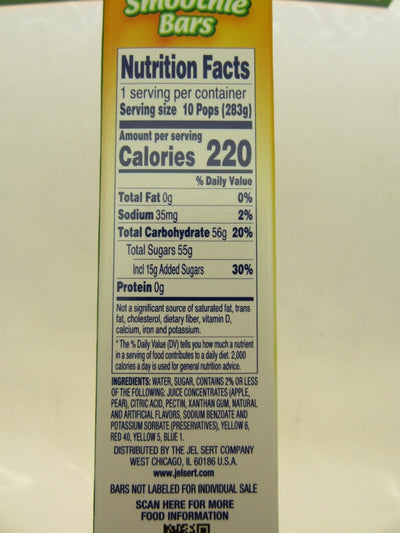 Smoothie
Bars
Nutrition Facts
1 serving per container
Serving size 10 Pops (283g)
Amount per serving
Calories 220
% Daily Value
Total Fat 0g 0%
Sodium 35mg 2%
Total Carbohydrate 56g 20%
Total Sugars 55g
Incl 15g Added Sugars 30%
Protein 0g
Not a significant source of saturated fat, trans
fat, cholesterol, dietary fiber, vitamin D,
calcium, iron and potassium.
* The % Daily Value (DV) tells you how much a nutrient
in a serving of food contributes to a daily diet. 2,000
calories a day is used for general nutrition advice.
INGREDIENTS: WATER, SUGAR, CONTAINS 2% OR LESS
OF THE FOLLOWING: JUICE CONCENTRATES (APPLE,
PEAR), CITRIC ACID, PECTIN, XANTHAN GUM, NATURAL
AND ARTIFICIAL FLAVORS, SODIUM BENZOATE AND
POTASSIUM SORBATE (PRESERVATIVES), YELLOW 6,
RED 40, YELLOW 5, BLUE 1.
DISTRIBUTED BY THE JEL SERT COMPANY
WEST CHICAGO, IL 60186 U.S.A.
www.jelsert.com
BARS NOT LABELED FOR INDIVIDUAL SALE
SCAN HERE FOR MORE
FOOD INFORMATION